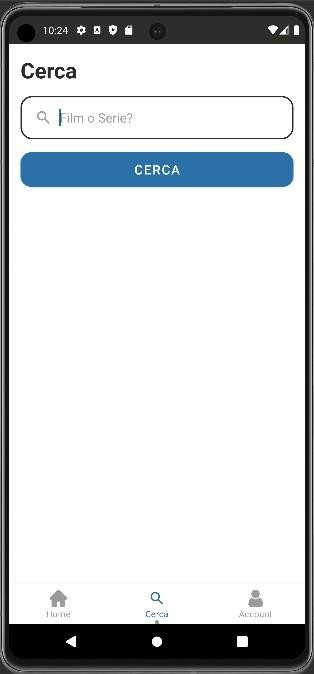 10:24
Cerca
Film o Serie?
CERCA
Home
Cerca
Account